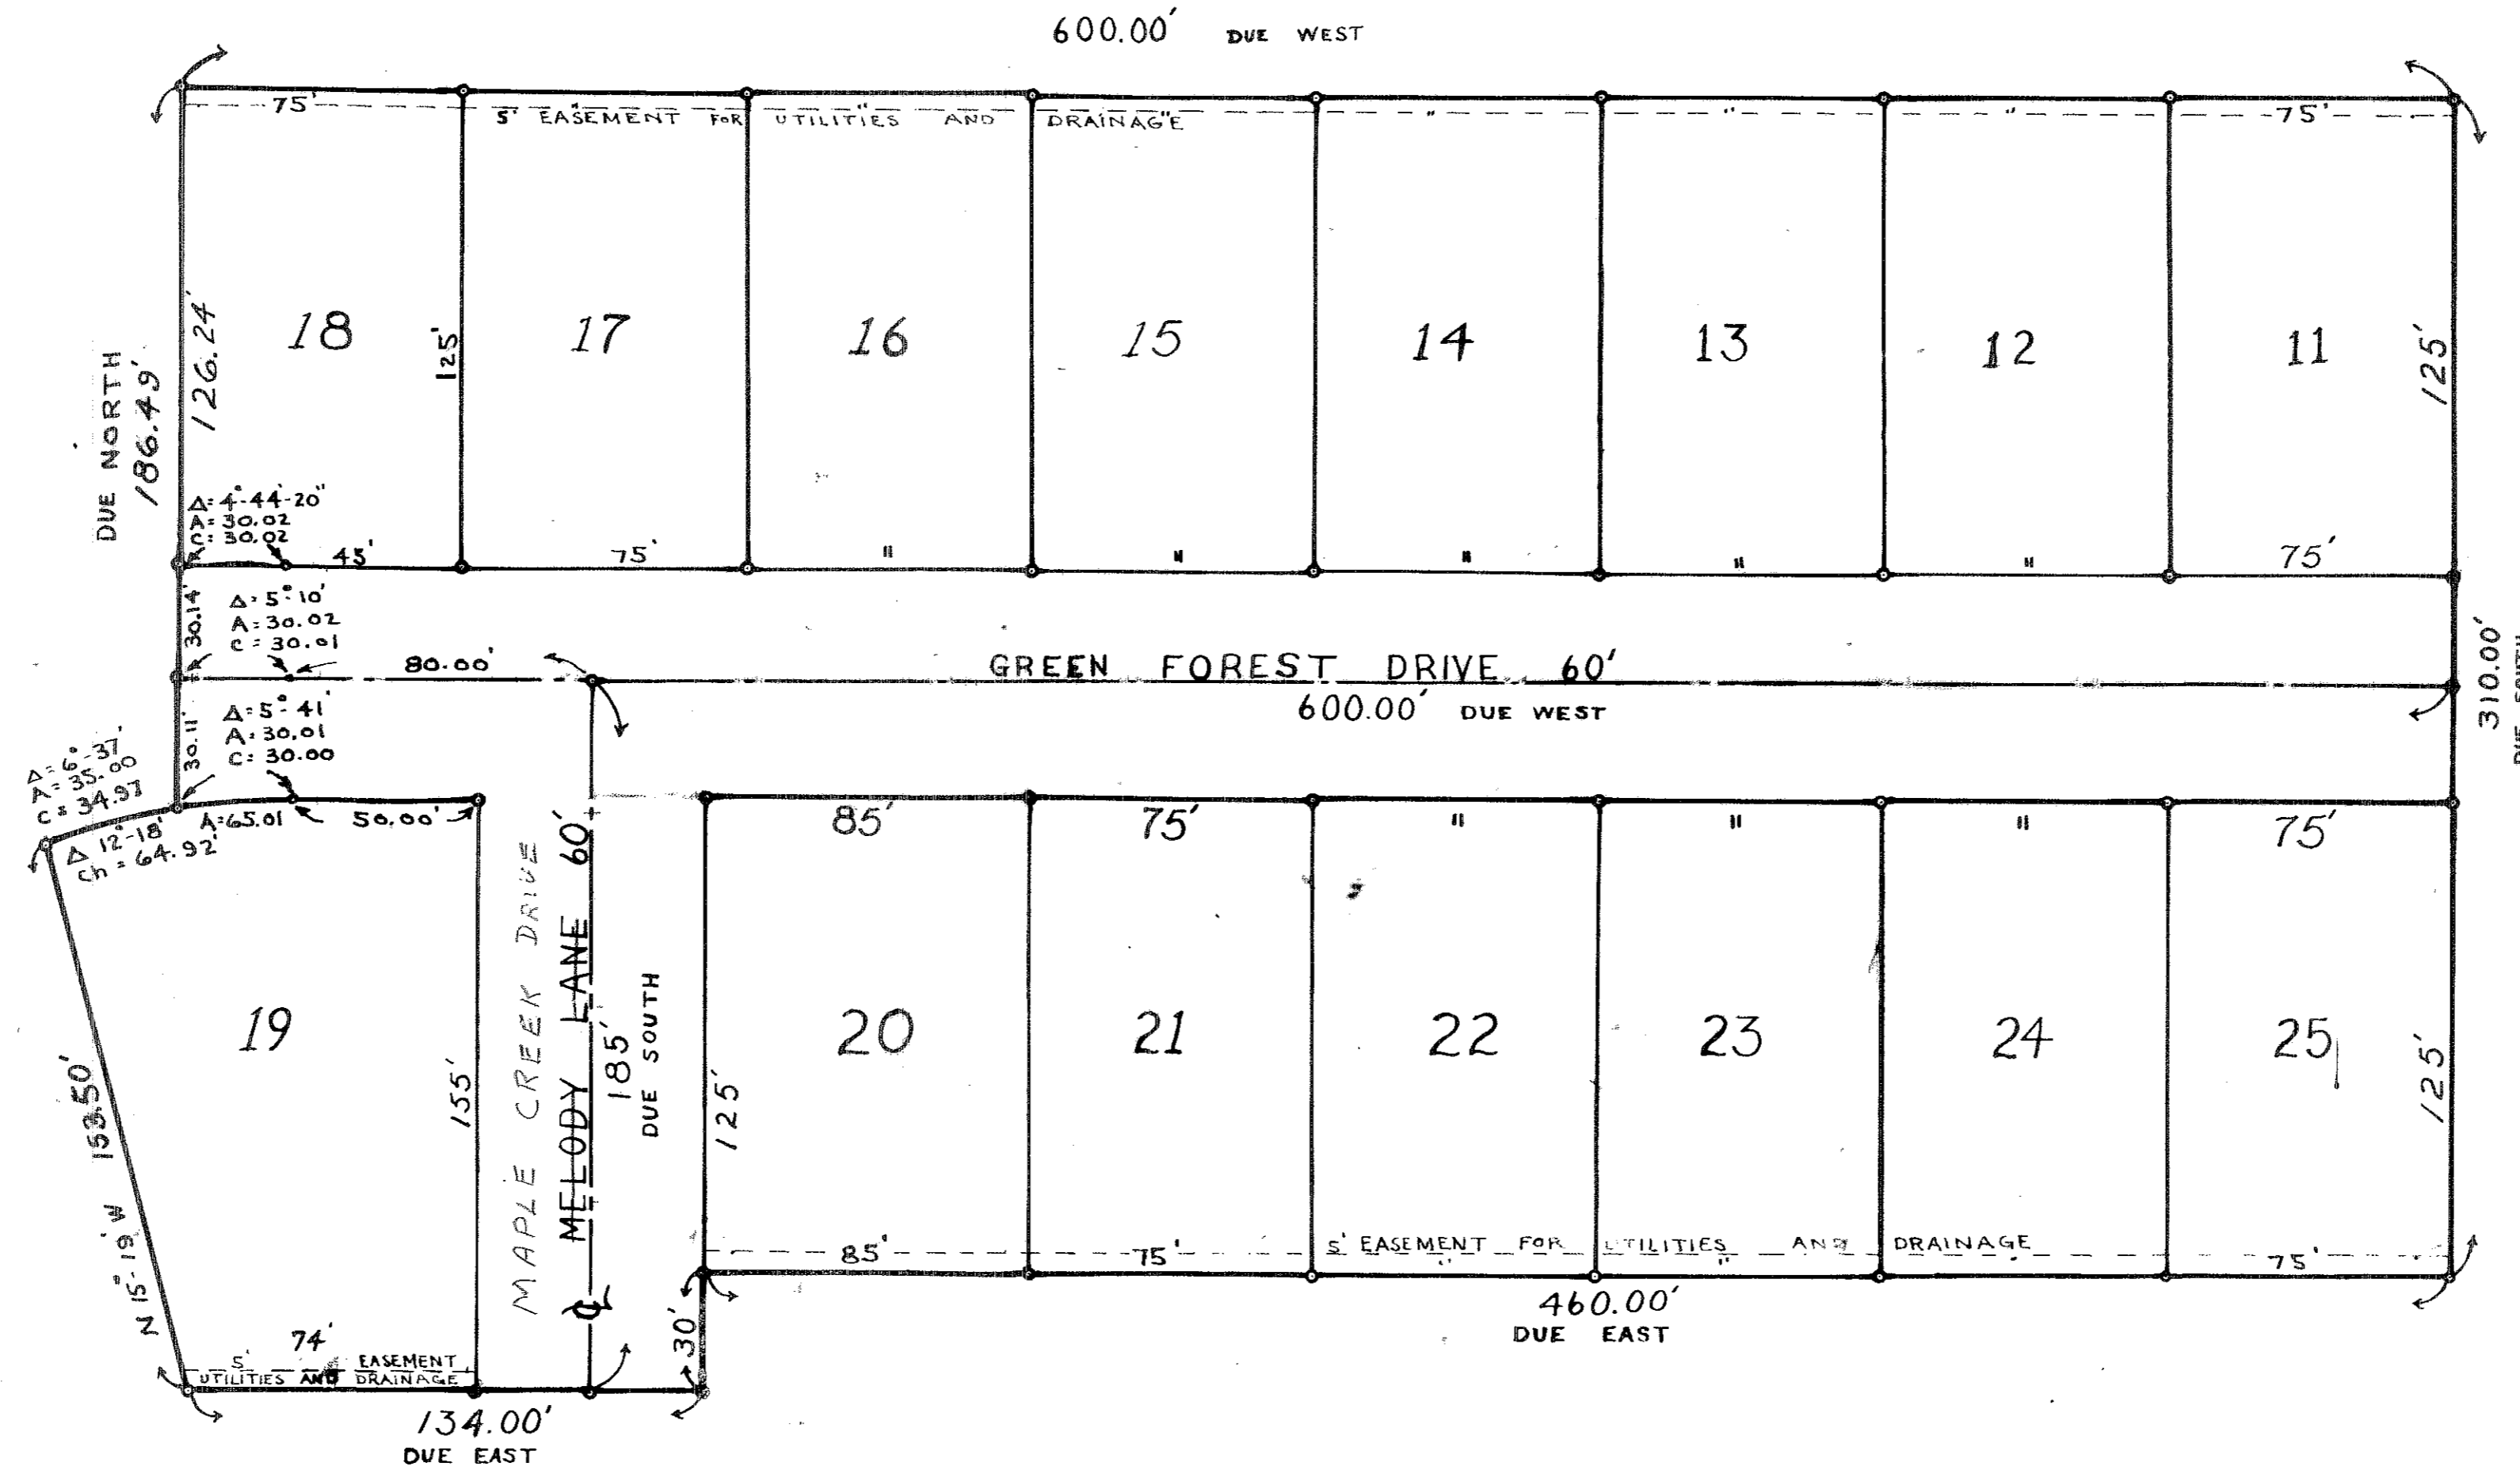 600.00' DUE WEST
75'
5' EASEMENT FOR UTILITIES AND DRAINAGE
" " " " "
75'
18
17
16
15
14
13
12
11
DUE NORTH
186.49'
126.24'
125'
125'
Δ=4°-44'-20"
A=30.02
C=30.02
45'
75'
" " " " "
75'
30.14'
Δ=5°-10'
A=30.02
C=30.01
80.00'
GREEN FOREST DRIVE 60'
600.00' DUE WEST
310.00'
DUE SOUTH
30.11'
Δ=5°-41'
A=30.01
C=30.00
Δ=6°-37'
A=35.00
C=34.97
A=65.01 50.00'
Δ 12°-18'
Ch=64.92'
85'
75'
" " "
75'
19
155'
MAPLE CREEK DRIVE
MELODY LANE 60'
185'
DUE SOUTH
125'
20
21
22
23
24
25
125'
N 15°-19' W 153.50'
85'
75'
5' EASEMENT FOR UTILITIES AND DRAINAGE
" " "
75'
30'
460.00'
DUE EAST
74'
5' EASEMENT
UTILITIES AND DRAINAGE
℄
134.00'
DUE EAST